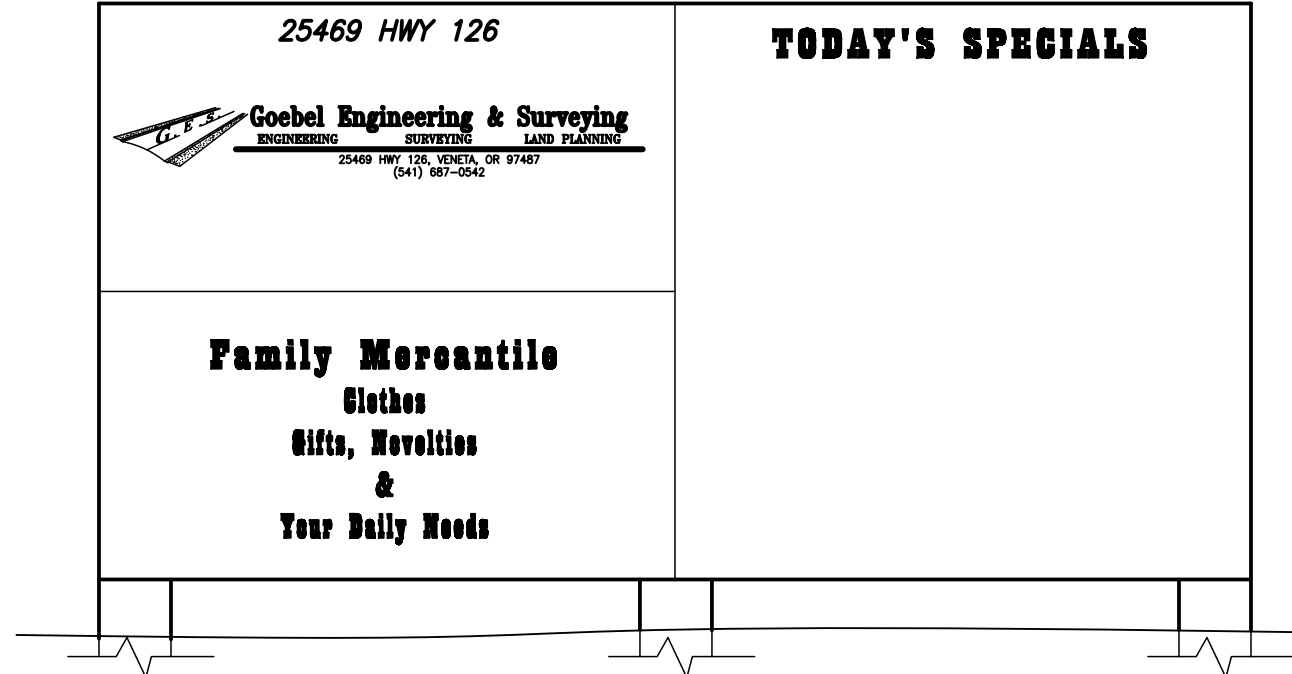 25469 HWY 126
G. E. S.
Goebel Engineering & Surveying
ENGINEERING SURVEYING LAND PLANNING
25469 HWY 126, VENETA, OR 97487
(541) 687-0542
Family Mercantile
Clothes
Gifts, Novelties
&
Your Daily Needs
TODAY'S SPECIALS